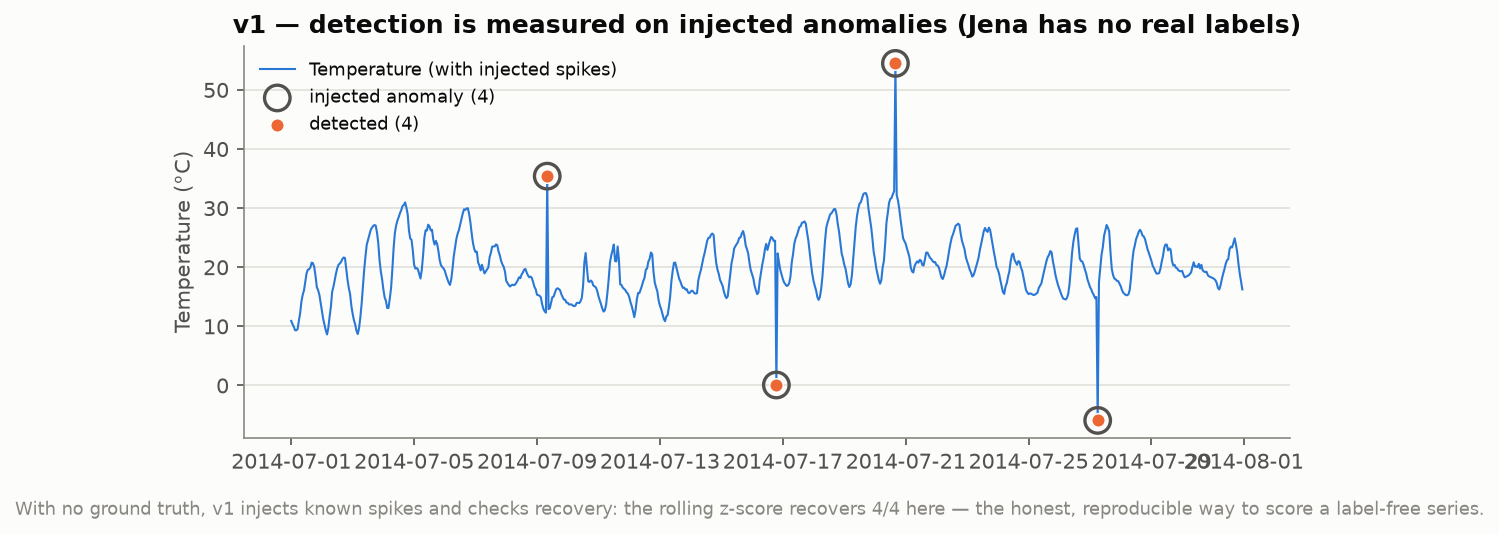 v1 — detection is measured on injected anomalies (Jena has no real labels)
Temperature (with injected spikes)
injected anomaly (4)
detected (4)
Temperature (°C)
50
40
30
20
10
0
2014-07-01 2014-07-05 2014-07-09 2014-07-13 2014-07-17 2014-07-21 2014-07-25 2014-07-29 2014-08-01
With no ground truth, v1 injects known spikes and checks recovery: the rolling z-score recovers 4/4 here — the honest, reproducible way to score a label-free series.